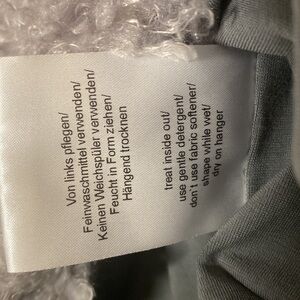 Von links pflegen/
Feinwaschmittel verwenden/
Keinen Weichspüler verwenden/
Feucht in Form ziehen/
Hängend trocknen
treat inside out/
use gentle detergent/
don´t use fabric softener/
shape while wet/
dry on hanger